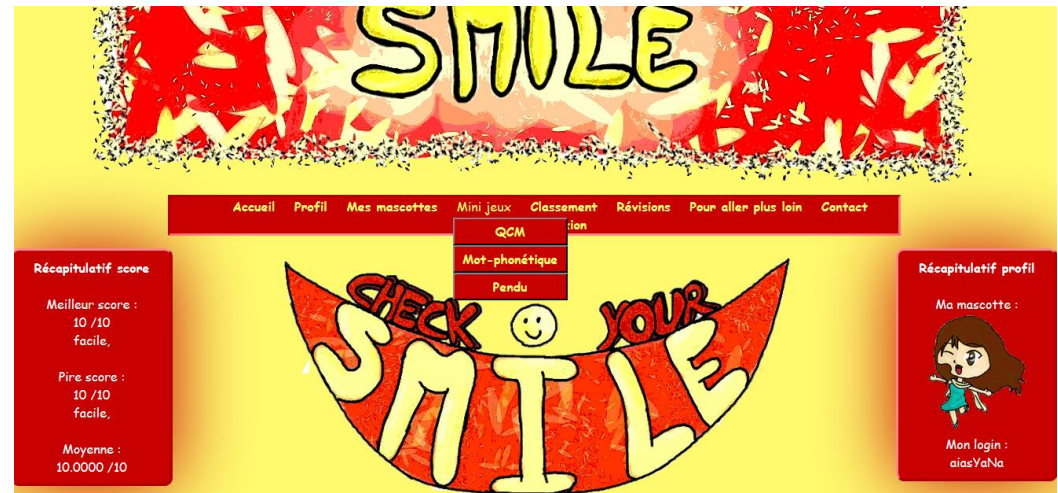 SMILE
Accueil Profil Mes mascottes Mini jeux Classement Révisions Pour aller plus loin Contact
QCM
Mot-phonétique
Pendu
Récapitulatif score
Meilleur score :
10 /10
facile,
Pire score :
10 /10
facile,
Moyenne :
10.0000 /10
CHECK YOUR
SMILE
Récapitulatif profil
Ma mascotte :
Mon login :
aiasYaNa